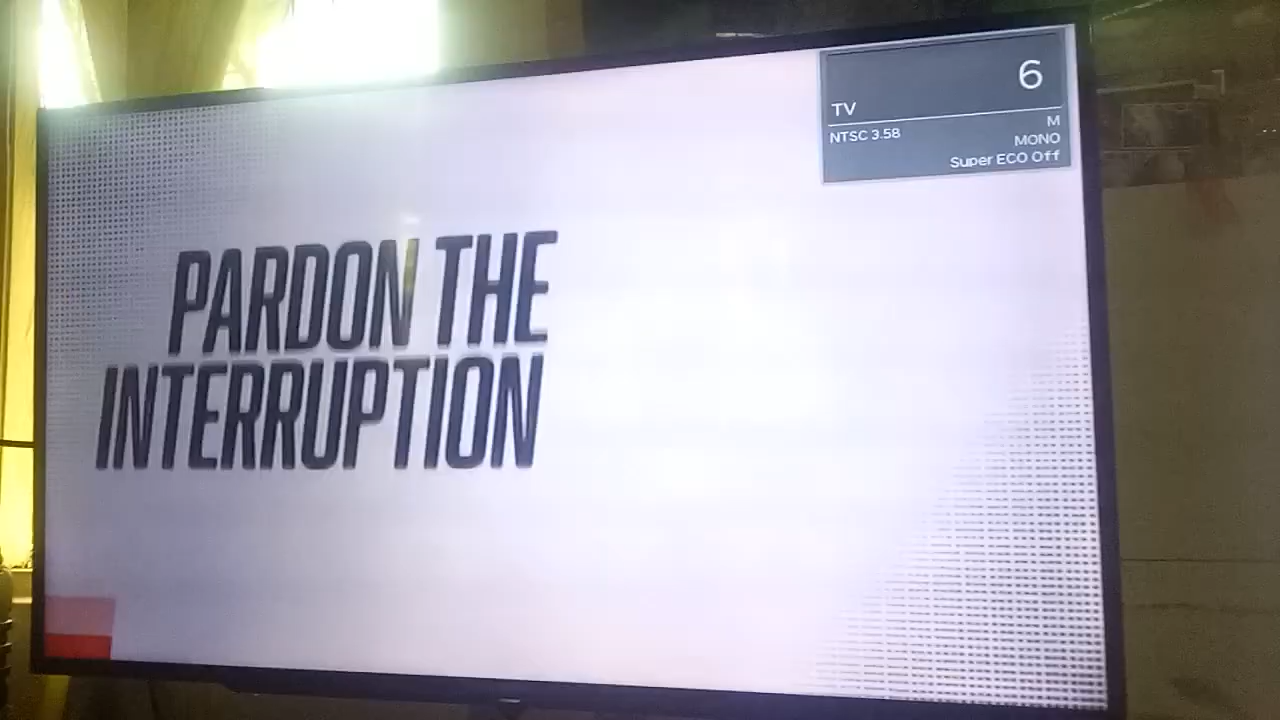 6
TV
NTSC 3.58
M
MONO
Super ECO Off
PARDON THE
INTERRUPTION